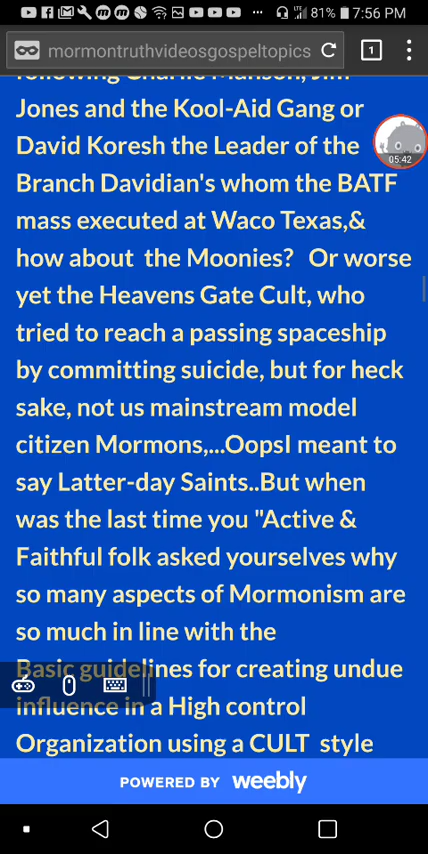 81% 7:56 PM
mormontruthvideosgospeltopics
1
following Charlie Manson, Jim
Jones and the Kool-Aid Gang or
David Koresh the Leader of the
05:42
Branch Davidian's whom the BATF
mass executed at Waco Texas,&
how about the Moonies? Or worse
yet the Heavens Gate Cult, who
tried to reach a passing spaceship
by committing suicide, but for heck
sake, not us mainstream model
citizen Mormons,...OopsI meant to
say Latter-day Saints..But when
was the last time you "Active &
Faithful folk asked yourselves why
so many aspects of Mormonism are
so much in line with the
Basic guidelines for creating undue
influence in a High control
Organization using a CULT style
POWERED BY weebly